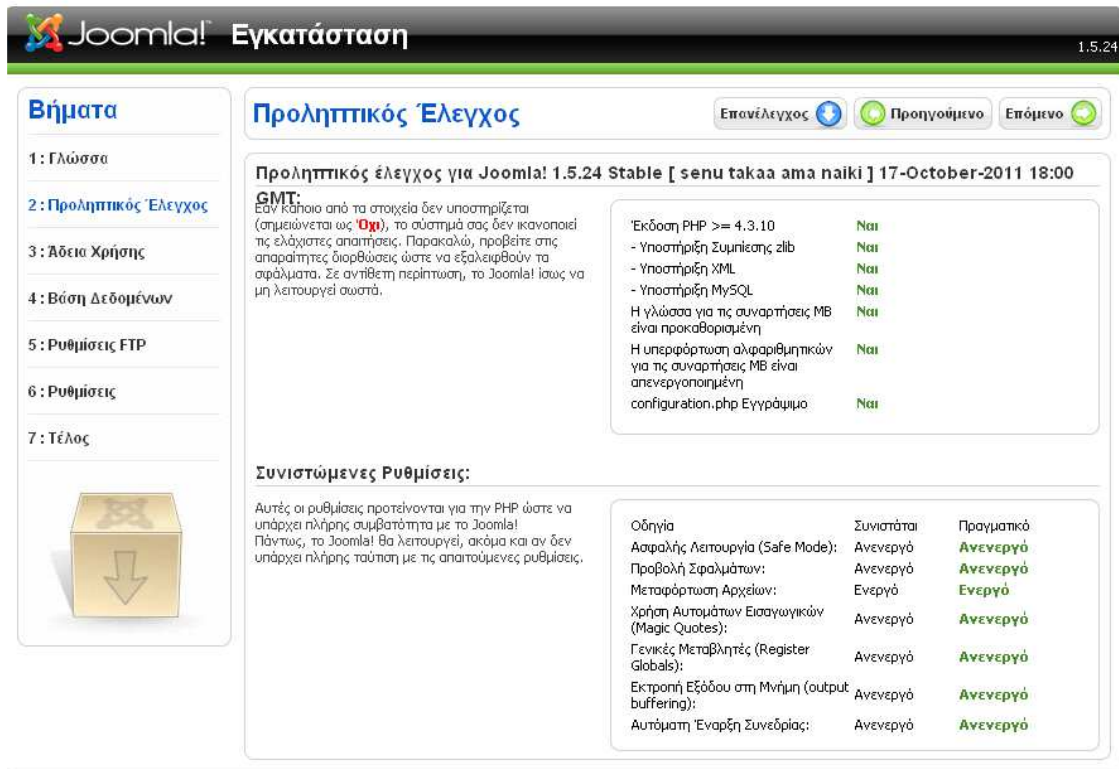 Joomla! Εγκατάσταση
1.5.24
Βήματα
1 : Γλώσσα
2 : Προληπτικός Έλεγχος
3 : Άδεια Χρήσης
4 : Βάση Δεδομένων
5 : Ρυθμίσεις FTP
6 : Ρυθμίσεις
7 : Τέλος
Προληπτικός Έλεγχος
Επανέλεγχος
Προηγούμενο
Επόμενο
Προληπτικός έλεγχος για Joomla! 1.5.24 Stable [ senu takaa ama naiki ] 17-October-2011 18:00
GMT:
Εάν κάποιο από τα στοιχεία δεν υποστηρίζεται
(σημειώνεται ως 'Όχι), το σύστημά σας δεν ικανοποιεί
τις ελάχιστες απαιτήσεις. Παρακαλώ, προβείτε στις
απαραίτητες διορθώσεις ώστε να εξαλειφθούν τα
σφάλματα. Σε αντίθετη περίπτωση, το Joomla! ίσως να
μη λειτουργεί σωστά.
Έκδοση PHP >= 4.3.10 Ναι
- Υποστήριξη Συμπίεσης zlib Ναι
- Υποστήριξη XML Ναι
- Υποστήριξη MySQL Ναι
Η γλώσσα για τις συναρτήσεις MB Ναι
είναι προκαθορισμένη
Η υπερφόρτωση αλφαριθμητικών Ναι
για τις συναρτήσεις MB είναι
απενεργοποιημένη
configuration.php Εγγράψιμο Ναι
Συνιστώμενες Ρυθμίσεις:
Αυτές οι ρυθμίσεις προτείνονται για την PHP ώστε να
υπάρχει πλήρης συμβατότητα με το Joomla!
Πάντως, το Joomla! θα λειτουργεί, ακόμα και αν δεν
υπάρχει πλήρης ταύτιση με τις απαιτούμενες ρυθμίσεις.
Οδηγία Συνιστάται Πραγματικό
Ασφαλής Λειτουργία (Safe Mode): Ανενεργό Ανενεργό
Προβολή Σφαλμάτων: Ανενεργό Ανενεργό
Μεταφόρτωση Αρχείων: Ενεργό Ενεργό
Χρήση Αυτομάτων Εισαγωγικών
(Magic Quotes): Ανενεργό Ανενεργό
Γενικές Μεταβλητές (Register
Globals): Ανενεργό Ανενεργό
Εκτροπή Εξόδου στη Μνήμη (output
buffering): Ανενεργό Ανενεργό
Αυτόματη Έναρξη Συνεδρίας: Ανενεργό Ανενεργό